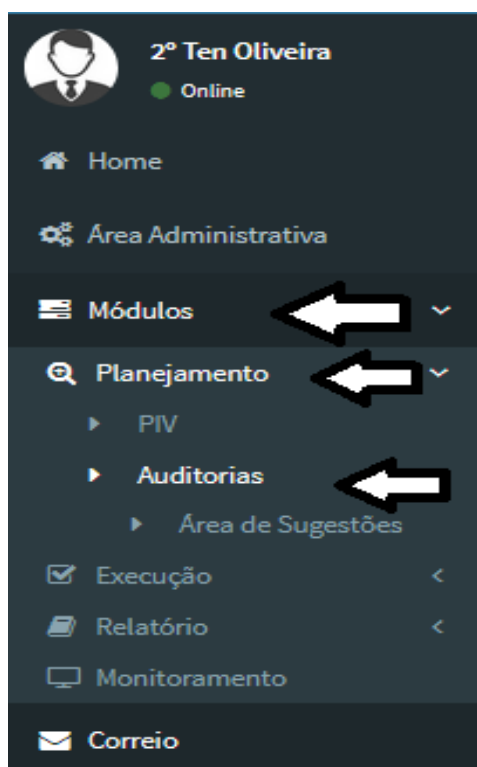 2º Ten Oliveira
Online
Home
Área Administrativa
Módulos
Planejamento
PIV
Auditorias
Área de Sugestões
Execução
Relatório
Monitoramento
Correio